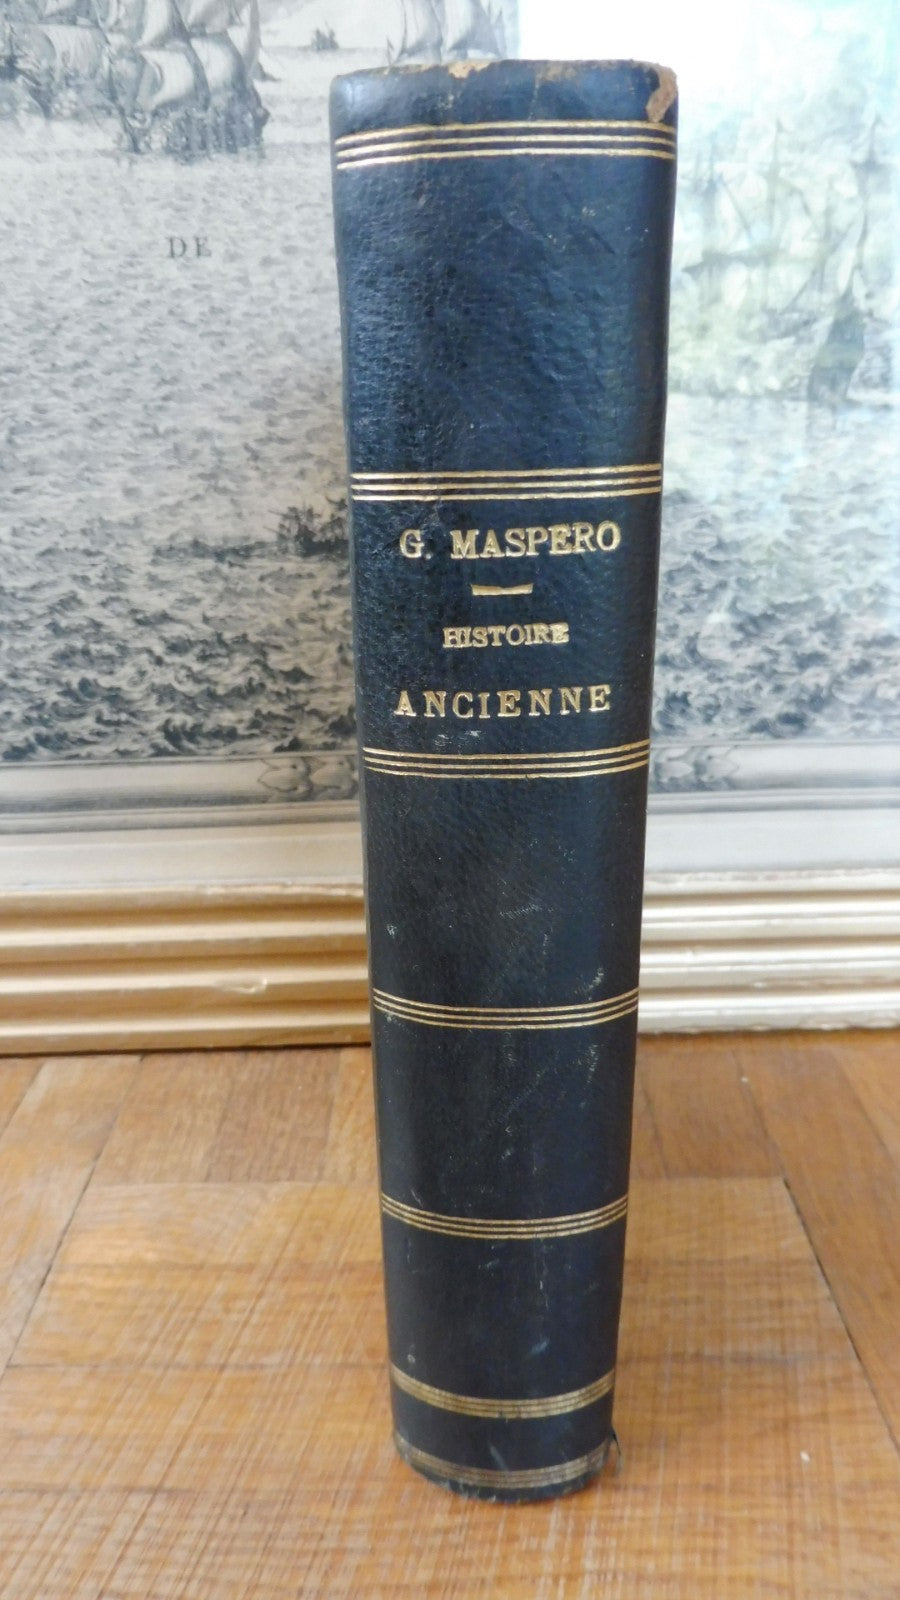 DE
G. MASPERO
HISTOIRE
ANCIENNE